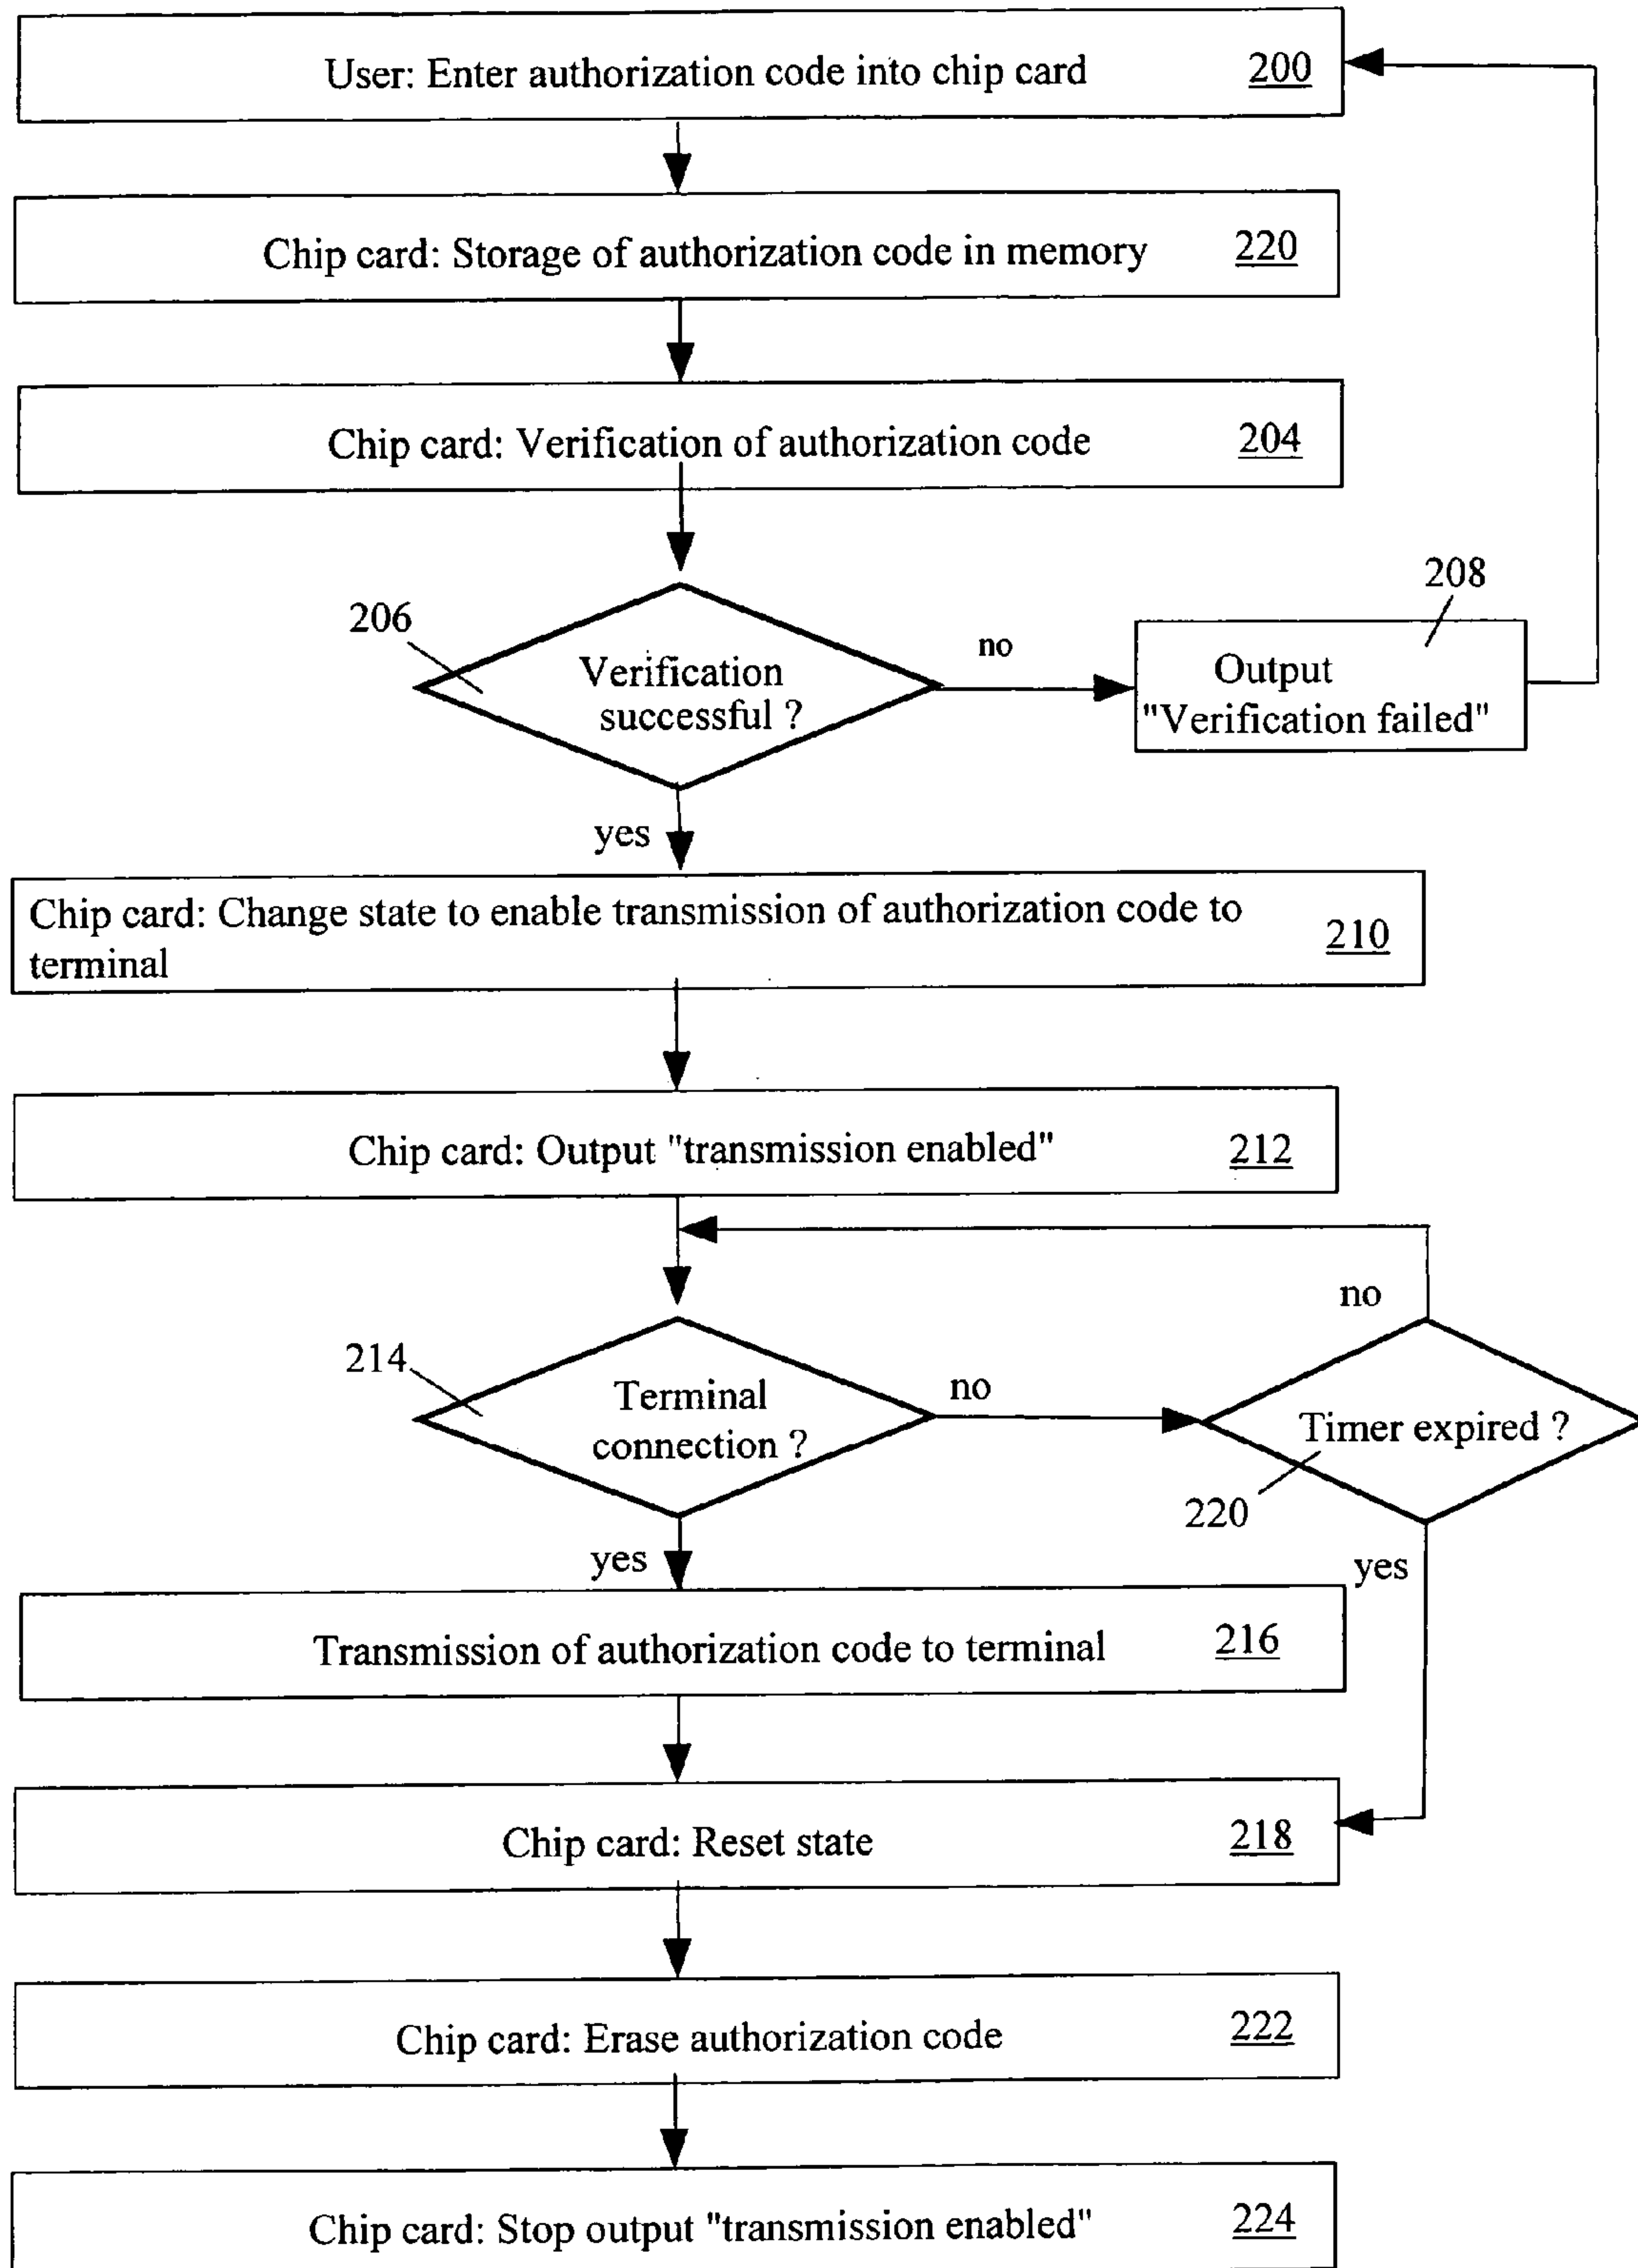 User: Enter authorization code into chip card 200
Chip card: Storage of authorization code in memory 220
Chip card: Verification of authorization code 204
208
206
no
Verification
successful ?
Output
"Verification failed"
yes
Chip card: Change state to enable transmission of authorization code to
terminal
210
Chip card: Output "transmission enabled" 212
no
214
Terminal
connection ?
no
Timer expired ?
220
yes
yes
Transmission of authorization code to terminal 216
Chip card: Reset state 218
Chip card: Erase authorization code 222
Chip card: Stop output "transmission enabled" 224